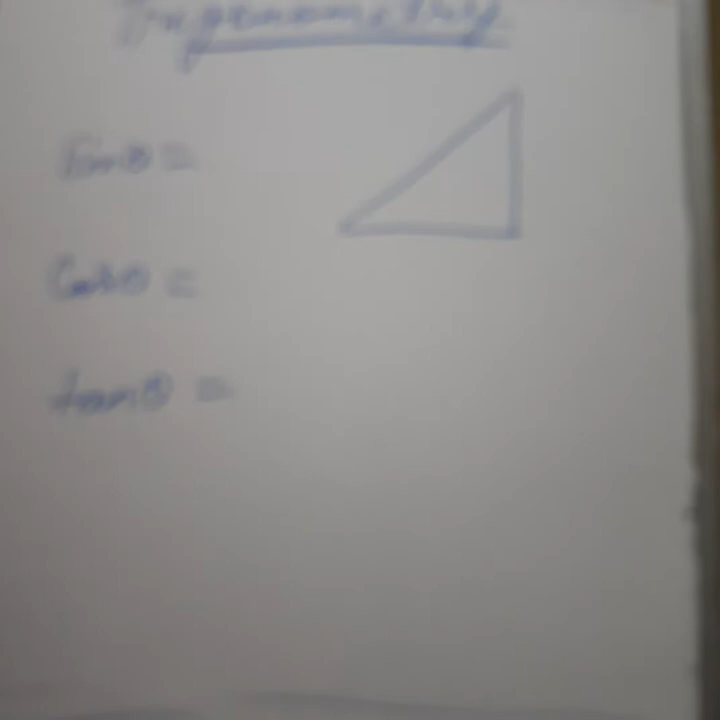 Trigonometry
Sinθ =
Cosθ =
tanθ =